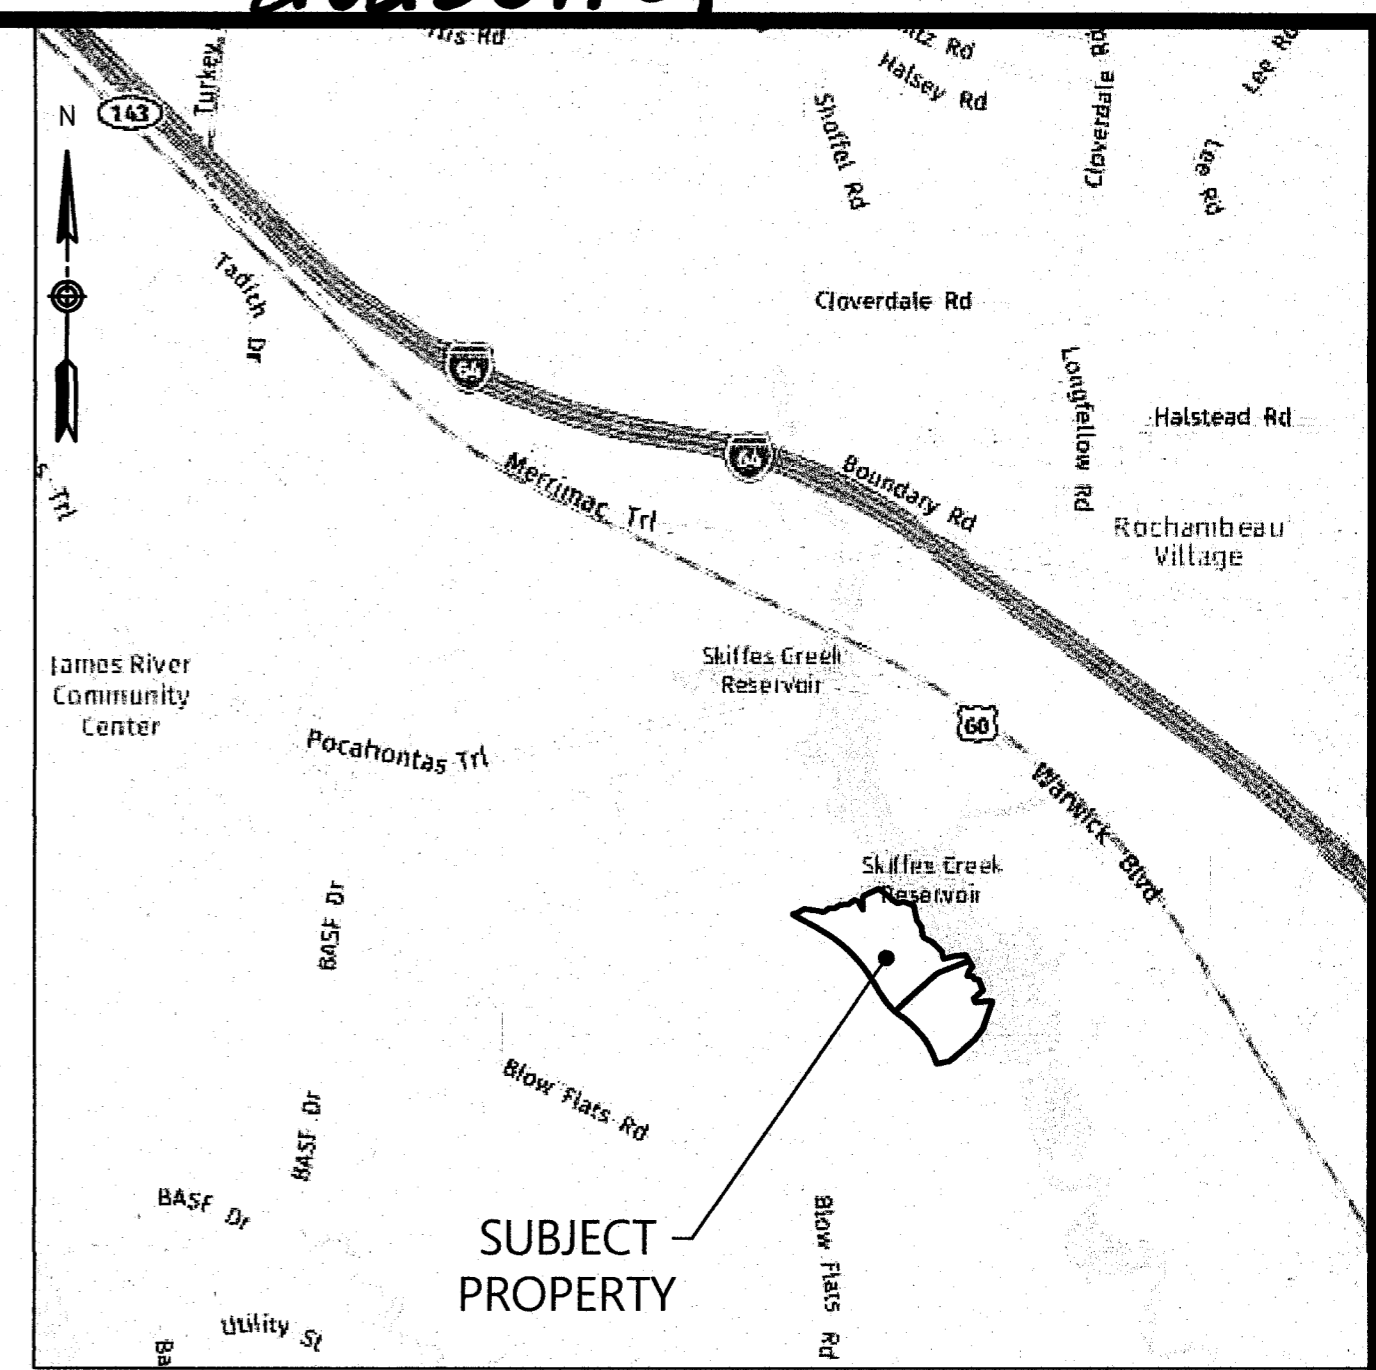 Turkey
Halsey Rd
Shoffel Rd
Cloverdale Rd
Lee Rd
Lee Rd
N
143
Tadich Dr
Cloverdale Rd
64
64
Longfellow Rd
Halstead Rd
Merrimac Trl
Boundary Rd
s Trl
Rochambeau
Village
James River
Community
Center
Skiffes Creek
Reservoir
Pocahontas Trl
60
Warwick Blvd
Skiffes Creek
Reservoir
BASF Dr
Blow Flats Rd
BASF Dr
BASF Dr
SUBJECT
PROPERTY
Blow Flats Rd
Utility St
Ba